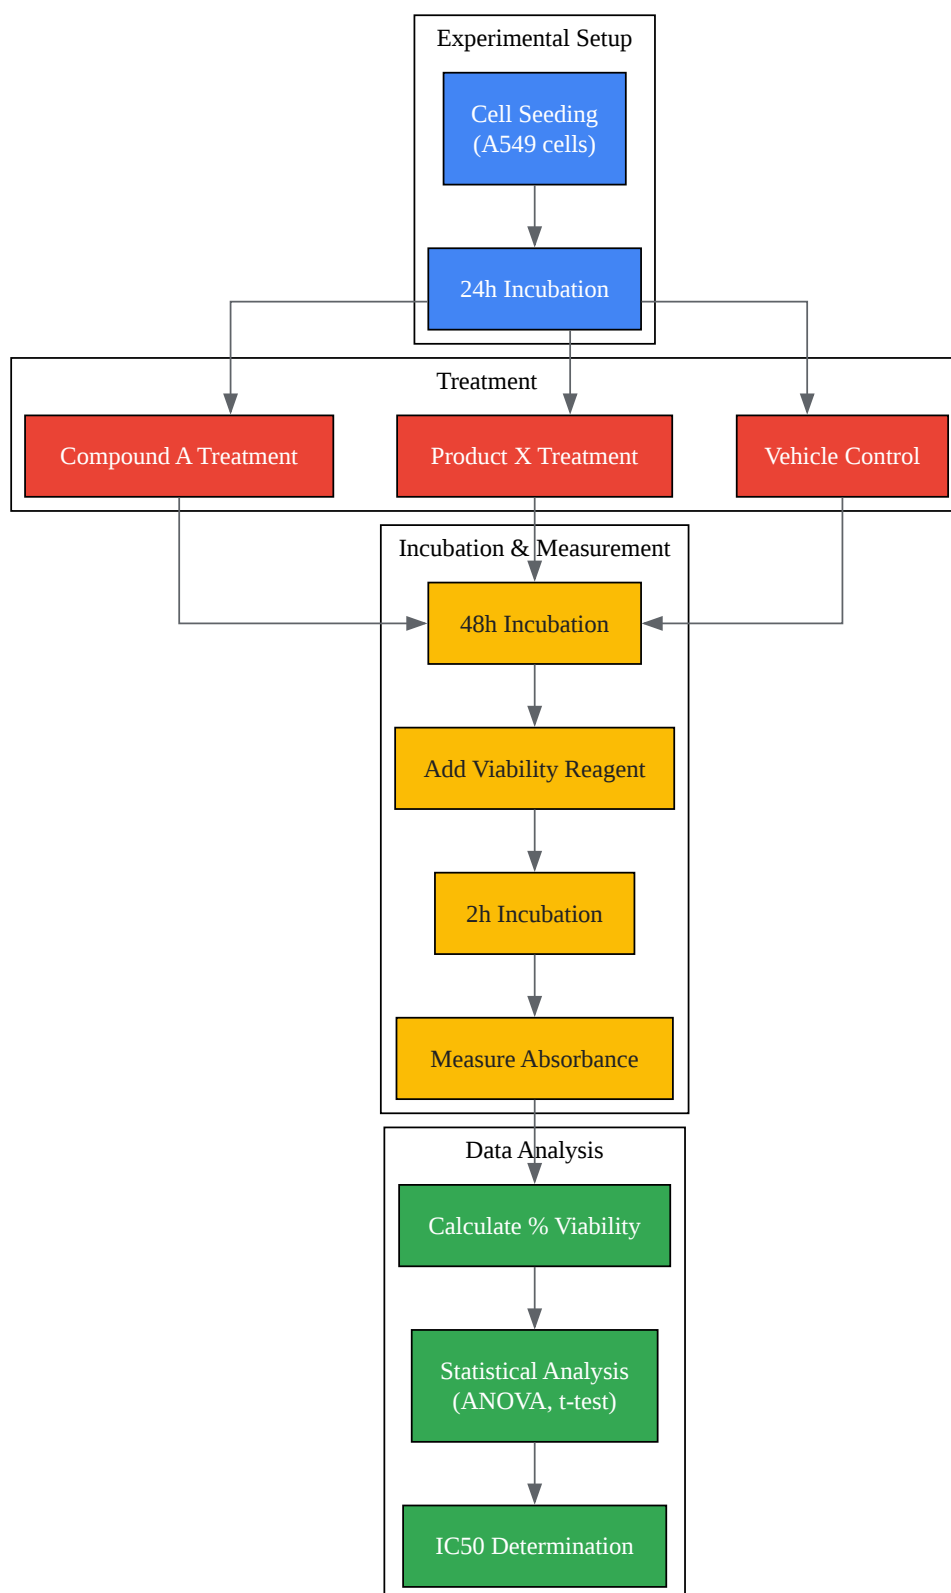 Experimental Setup
Cell Seeding
(A549 cells)
24h Incubation
Treatment
Compound A Treatment
Product X Treatment
Vehicle Control
Incubation & Measurement
48h Incubation
Add Viability Reagent
2h Incubation
Measure Absorbance
Data Analysis
Calculate % Viability
Statistical Analysis
(ANOVA, t-test)
IC50 Determination